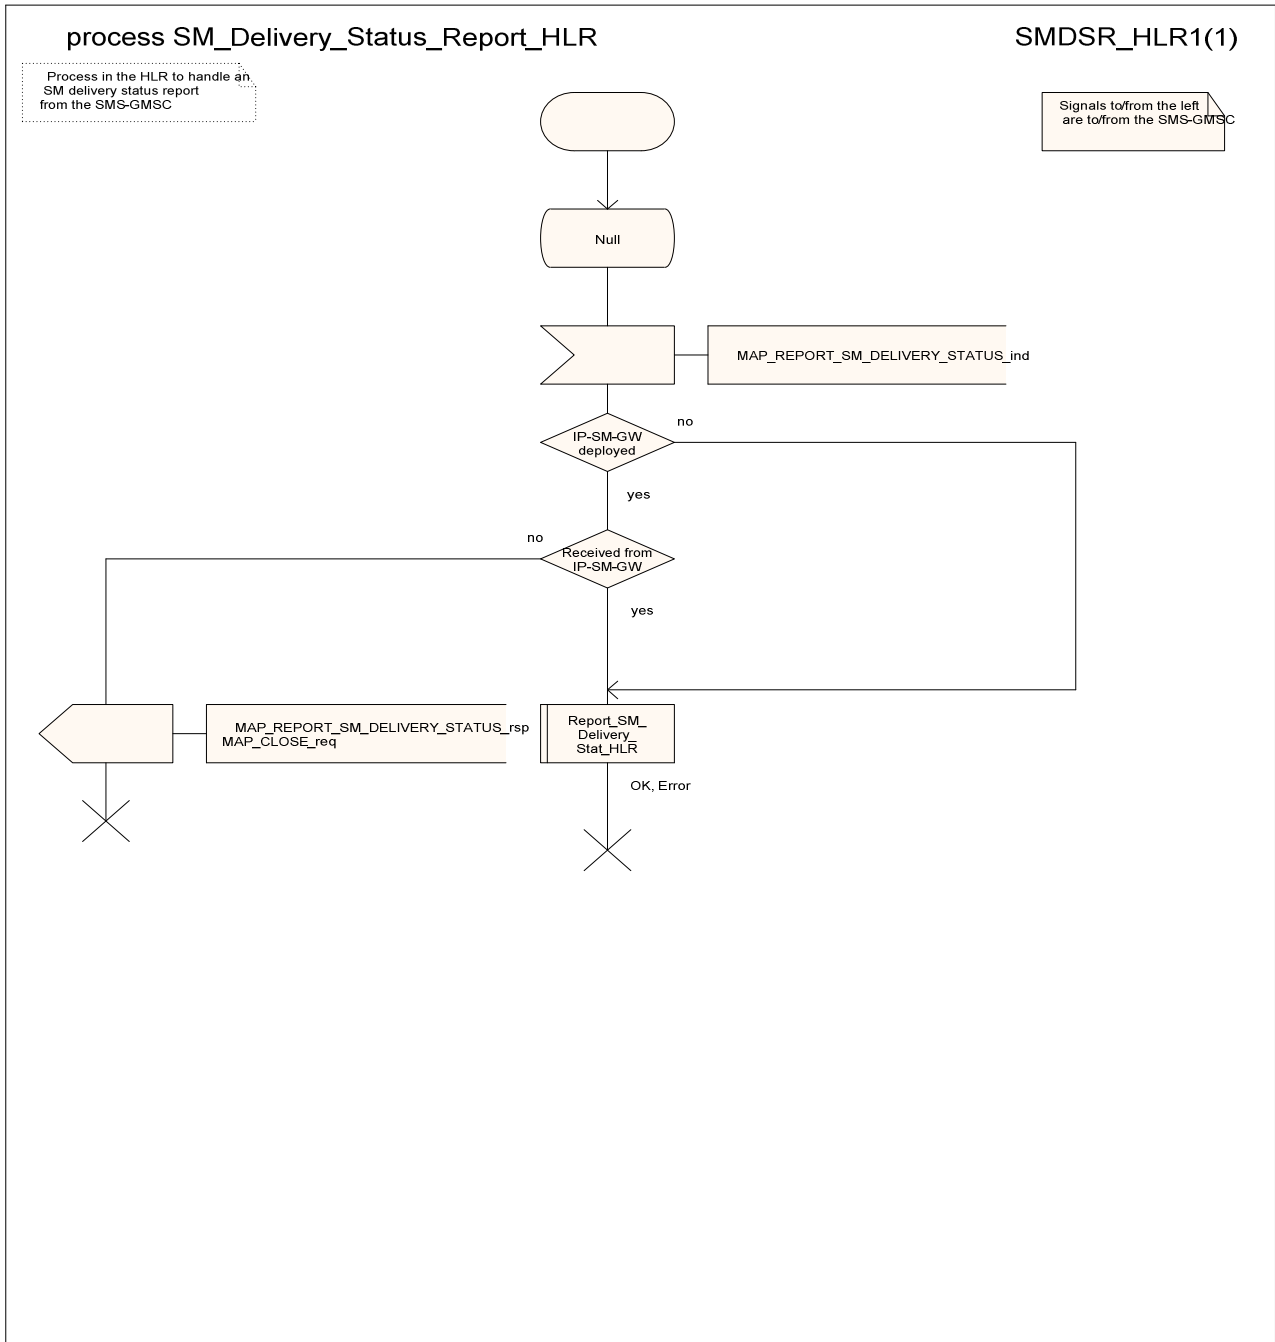 process SM_Delivery_Status_Report_HLR
SMDSR_HLR1(1)
Process in the HLR to handle an
SM delivery status report
from the SMS-GMSC
Signals to/from the left
are to/from the SMS-GMSC
Null
MAP_REPORT_SM_DELIVERY_STATUS_ind
no
IP-SM-GW
deployed
yes
no
Received from
IP-SM-GW
yes
MAP_REPORT_SM_DELIVERY_STATUS_rsp
MAP_CLOSE_req
Report_SM_
Delivery_
Stat_HLR
OK, Error